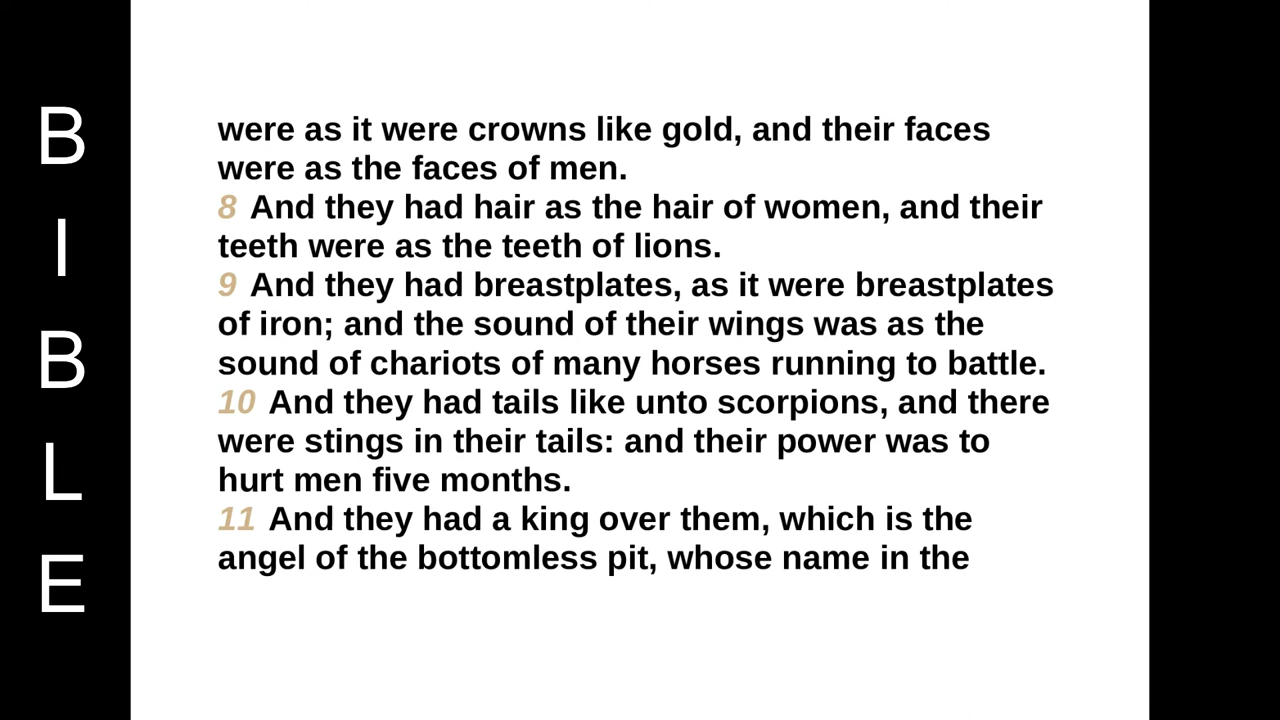 BIBLE
were as it were crowns like gold, and their faces
were as the faces of men.
8 And they had hair as the hair of women, and their
teeth were as the teeth of lions.
9 And they had breastplates, as it were breastplates
of iron; and the sound of their wings was as the
sound of chariots of many horses running to battle.
10 And they had tails like unto scorpions, and there
were stings in their tails: and their power was to
hurt men five months.
11 And they had a king over them, which is the
angel of the bottomless pit, whose name in the